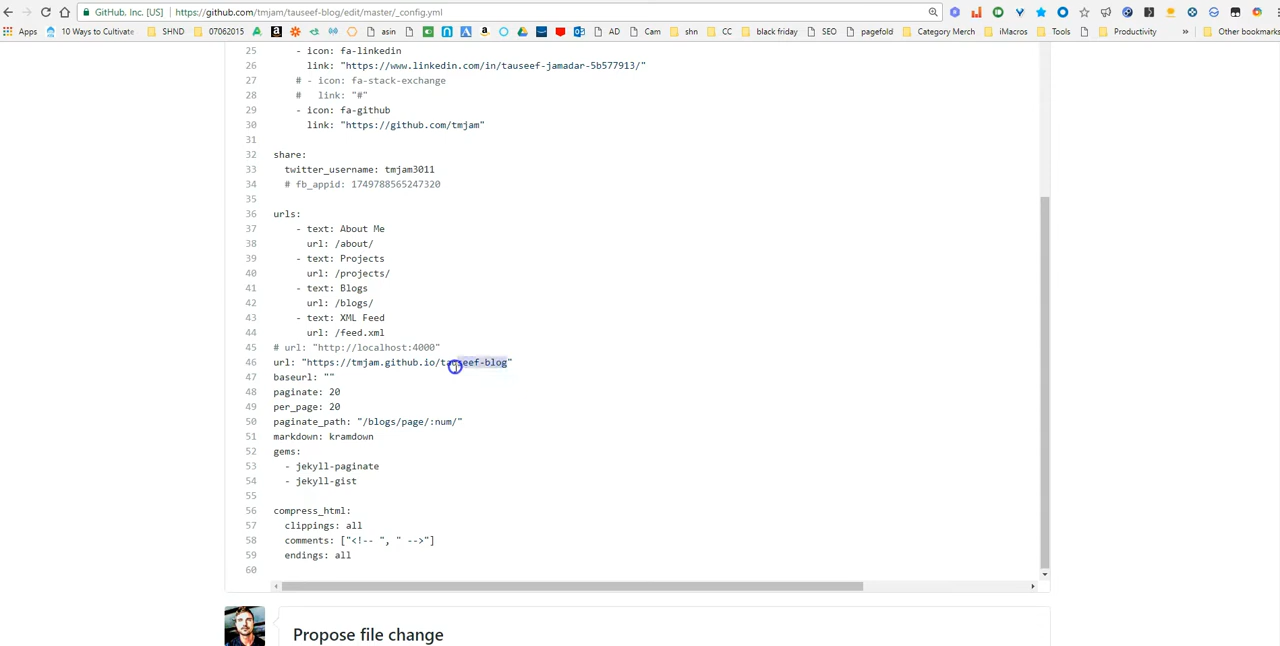 GitHub, Inc. [US] https://github.com/tmjam/tauseef-blog/edit/master/_config.yml
Apps 10 Ways to Cultivate SHND 07062015 asin AD Cam shn CC black friday SEO pagefold Category Merch iMacros Tools Productivity » Other bookmarks
25 - icon: fa-linkedin
26 link: "https://www.linkedin.com/in/tauseef-jamadar-5b577913/"
27 # - icon: fa-stack-exchange
28 # link: "#"
29 - icon: fa-github
30 link: "https://github.com/tmjam"
31
32 share:
33 twitter_username: tmjam3011
34 # fb_appid: 1749788565247320
35
36 urls:
37 - text: About Me
38 url: /about/
39 - text: Projects
40 url: /projects/
41 - text: Blogs
42 url: /blogs/
43 - text: XML Feed
44 url: /feed.xml
45 # url: "http://localhost:4000"
46 url: "https://tmjam.github.io/tauseef-blog"
47 baseurl: ""
48 paginate: 20
49 per_page: 20
50 paginate_path: "/blogs/page/:num/"
51 markdown: kramdown
52 gems:
53 - jekyll-paginate
54 - jekyll-gist
55
56 compress_html:
57 clippings: all
58 comments: ["<!-- ", " -->"]
59 endings: all
60
Propose file change